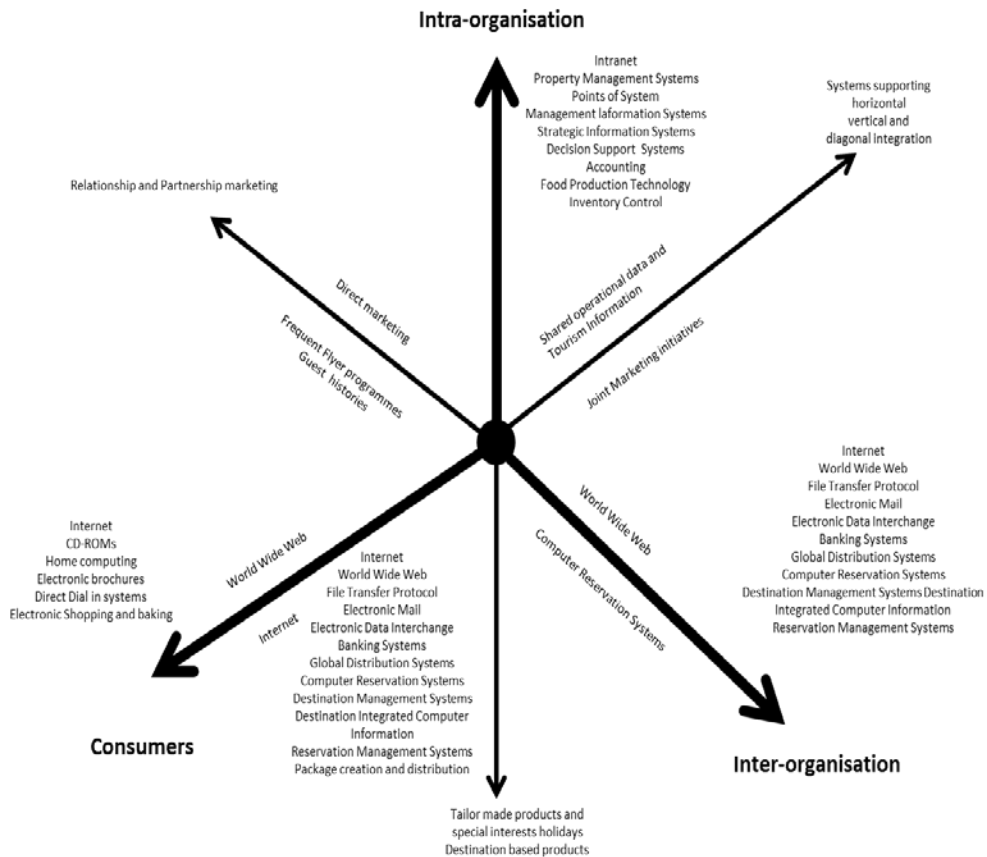 Intra-organisation
Intranet
Property Management Systems
Points of System
Management laformation Systems
Strategic Information Systems
Decision Support Systems
Accounting
Food Production Technology
Inventory Control
Systems supporting
horizontal
vertical and
diagonal integration
Relationship and Partnership marketing
Direct marketing
Frequent Flyer programmes
Guest histories
Shared operational data and
Tourism Information
Joint Marketing initiatives
World Wide Web
Computer Reservation Systems
Internet
World Wide Web
File Transfer Protocol
Electronic Mail
Electronic Data Interchange
Banking Systems
Global Distribution Systems
Computer Reservation Systems
Destination Management Systems Destination
Integrated Computer Information
Reservation Management Systems
Internet
CD-ROMs
Home computing
Electronic brochures
Direct Dial in systems
Electronic Shopping and baking
World Wide Web
Internet
Internet
World Wide Web
File Transfer Protocol
Electronic Mail
Electronic Data Interchange
Banking Systems
Global Distribution Systems
Computer Reservation Systems
Destination Management Systems
Destination Integrated Computer
Information
Reservation Management Systems
Package creation and distribution
Consumers
Inter-organisation
Tailor made products and
special interests holidays
Destination based products